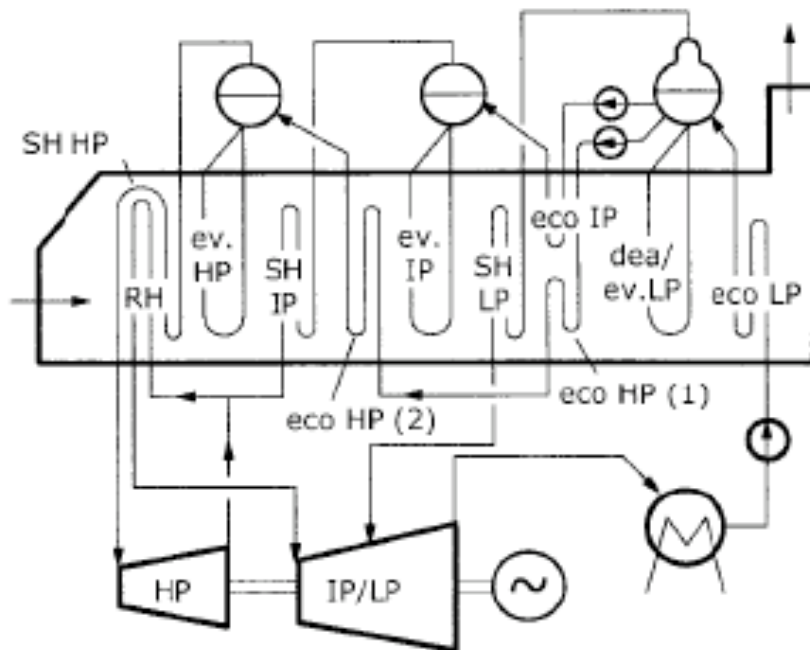 SH HP
RH
ev.
HP
SH
IP
ev.
IP
SH
LP
eco IP
dea/
ev.LP
eco LP
eco HP (2)
eco HP (1)
HP
IP/LP
~